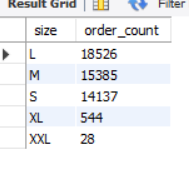 Result Grid Filter
size order_count
L 18526
M 15385
S 14137
XL 544
XXL 28